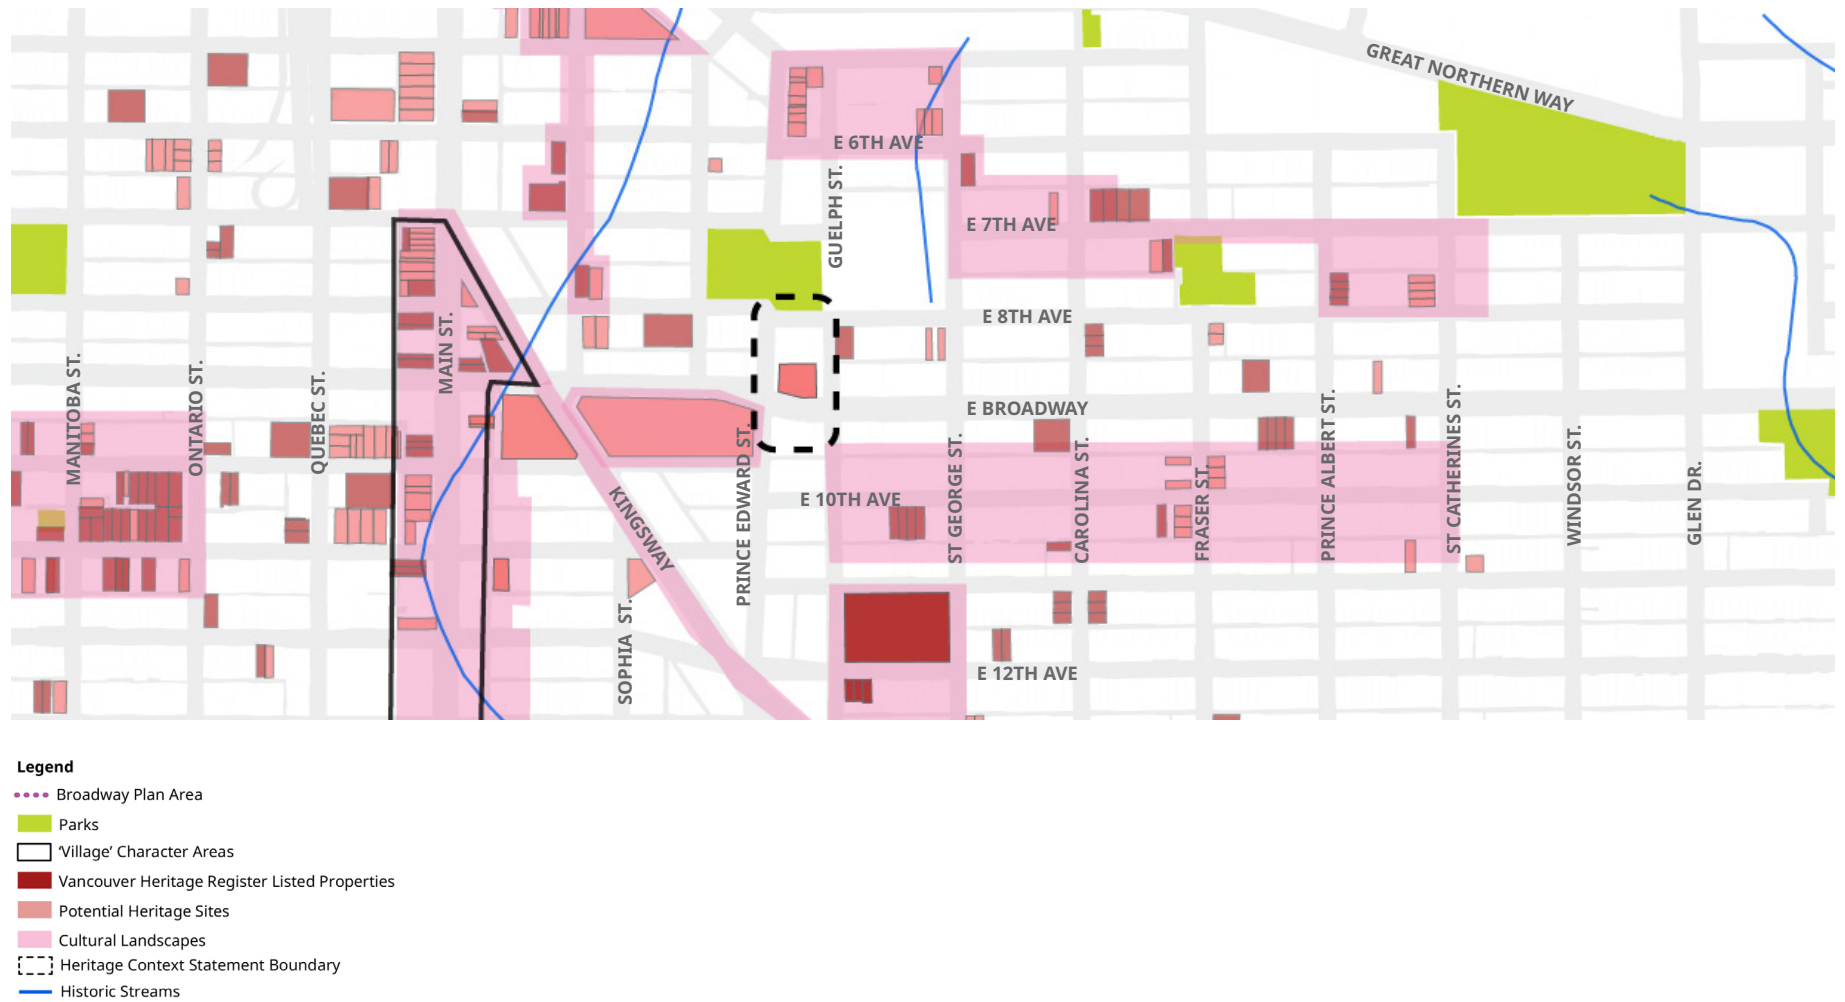 GREAT NORTHERN WAY
E 6TH AVE
GUELPH ST.
E 7TH AVE
E 8TH AVE
MAIN ST.
MANITOBA ST.
ONTARIO ST.
QUEBEC ST.
E BROADWAY
PRINCE EDWARD ST.
KINGSWAY
E 10TH AVE
ST GEORGE ST.
CAROLINA ST.
FRASER ST.
PRINCE ALBERT ST.
ST CATHERINES ST.
WINDSOR ST.
GLEN DR.
SOPHIA ST.
E 12TH AVE
Legend
Broadway Plan Area
Parks
‘Village’ Character Areas
Vancouver Heritage Register Listed Properties
Potential Heritage Sites
Cultural Landscapes
Heritage Context Statement Boundary
Historic Streams